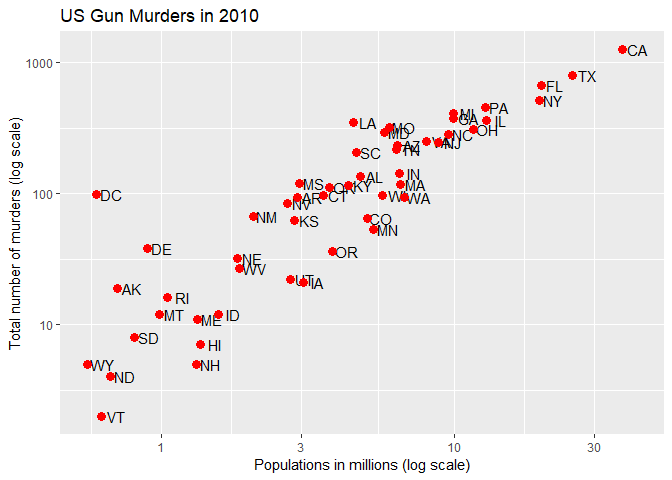 US Gun Murders in 2010
Total number of murders (log scale)
1000
100
10
CA
TX
FL
NY
PA
MI
GA
IL
OH
LA
MO
MD
NC
VA
NJ
AZ
TN
SC
IN
AL
MS
KY
MA
OK
DC
AR
CT
WI
WA
NV
NM
KS
CO
MN
DE
OR
NE
WV
UT
IA
AK
RI
MT
ID
ME
SD
HI
WY
NH
ND
VT
1
3
10
30
Populations in millions (log scale)